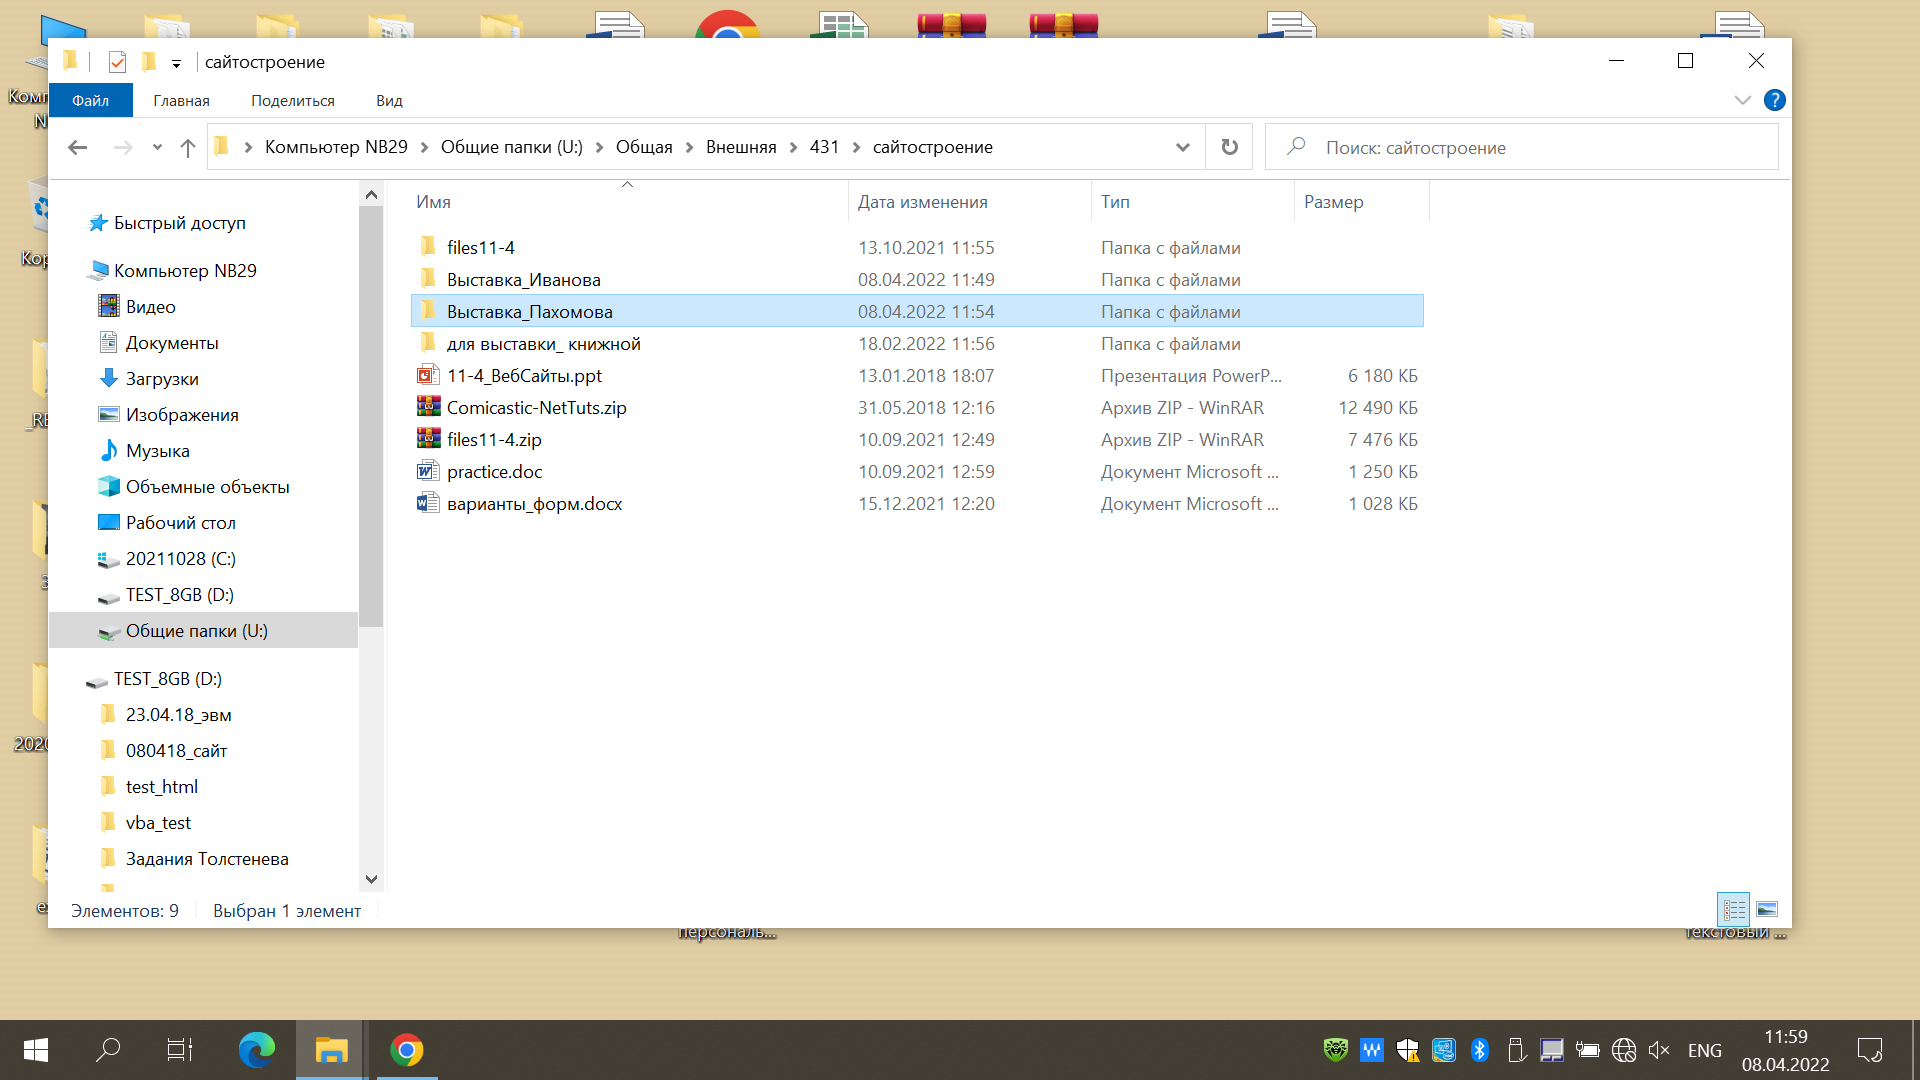 сайтостроение
Файл Главная Поделиться Вид
Компьютер NB29 Общие папки (U:) Общая Внешняя 431 сайтостроение
Поиск: сайтостроение
Быстрый доступ
Компьютер NB29
Видео
Документы
Загрузки
Изображения
Музыка
Объемные объекты
Рабочий стол
20211028 (C:)
TEST_8GB (D:)
Общие папки (U:)
TEST_8GB (D:)
23.04.18_эвм
080418_сайт
test_html
vba_test
Задания Толстенева
Имя Дата изменения Тип Размер
files11-4 13.10.2021 11:55 Папка с файлами
Выставка_Иванова 08.04.2022 11:49 Папка с файлами
Выставка_Пахомова 08.04.2022 11:54 Папка с файлами
для выставки_ книжной 18.02.2022 11:56 Папка с файлами
11-4_ВебСайты.ppt 13.01.2018 18:07 Презентация PowerP... 6 180 КБ
Comicastic-NetTuts.zip 31.05.2018 12:16 Архив ZIP - WinRAR 12 490 КБ
files11-4.zip 10.09.2021 12:49 Архив ZIP - WinRAR 7 476 КБ
practice.doc 10.09.2021 12:59 Документ Microsoft ... 1 250 КБ
варианты_форм.docx 15.12.2021 12:20 Документ Microsoft ... 1 028 КБ
Элементов: 9 Выбран 1 элемент
персональ...
текстовый ...
ENG
11:59
08.04.2022